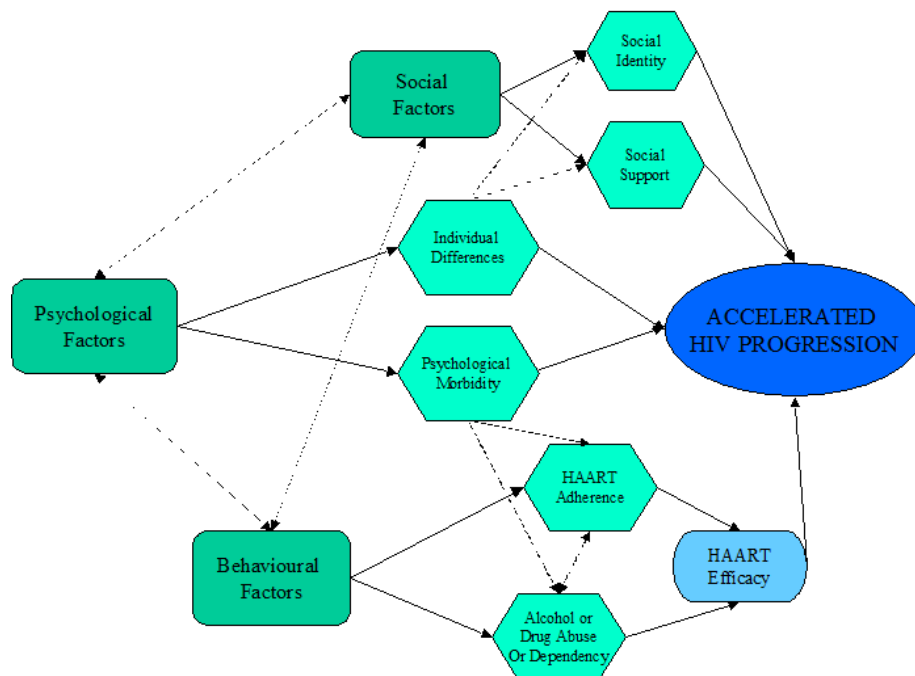 Social
Identity
Social
Factors
Social
Support
Individual
Differences
Psychological
Factors
ACCELERATED
HIV PROGRESSION
Psychological
Morbidity
HAART
Adherence
Behavioural
Factors
HAART
Efficacy
Alcohol or
Drug Abuse
Or Dependency